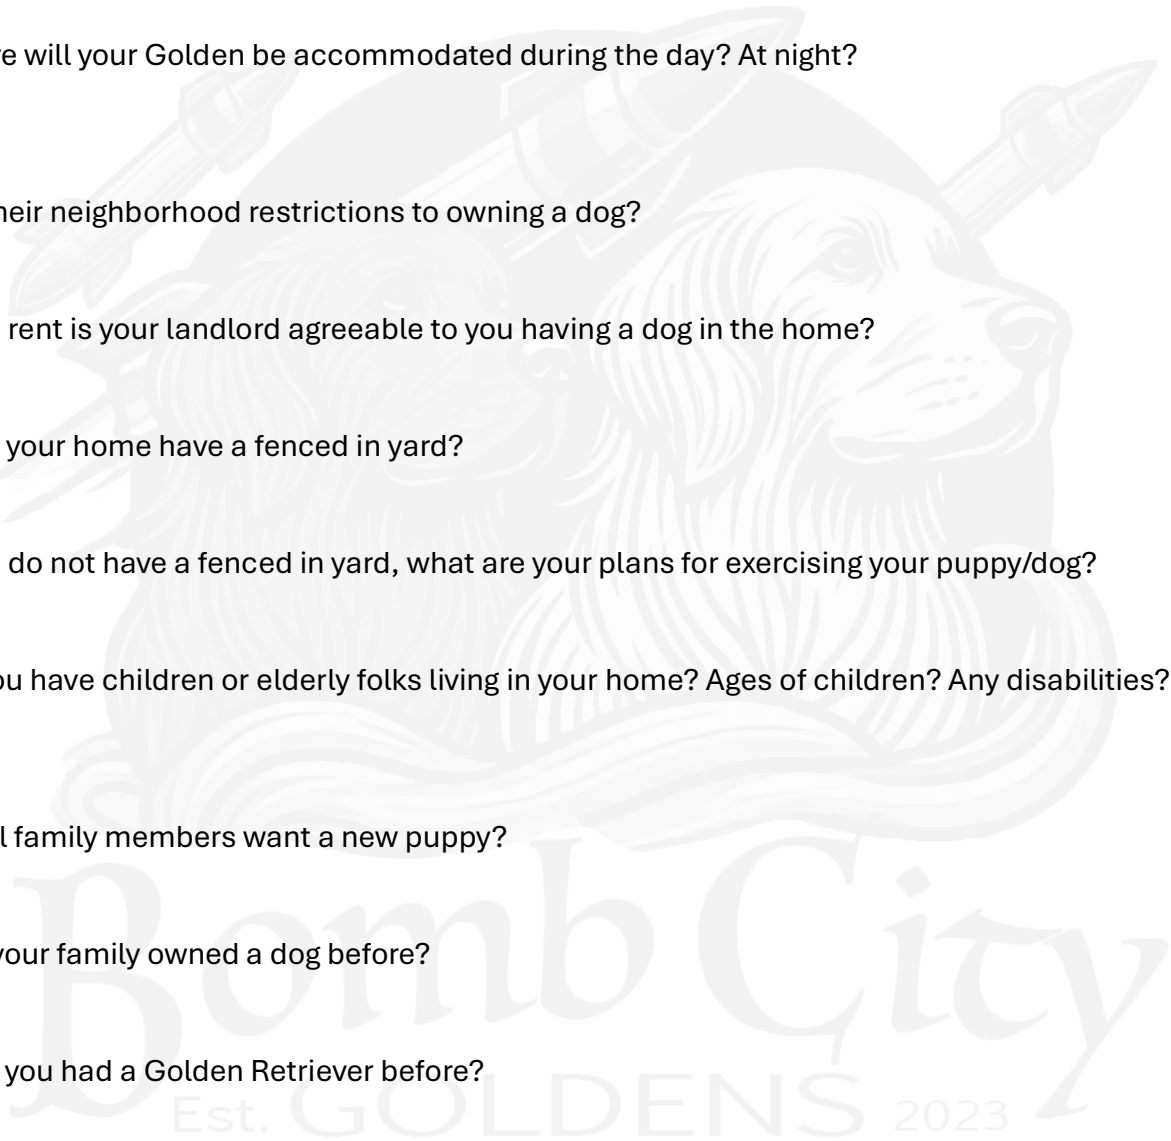 re will your Golden be accommodated during the day? At night?
heir neighborhood restrictions to owning a dog?
rent is your landlord agreeable to you having a dog in the home?
your home have a fenced in yard?
do not have a fenced in yard, what are your plans for exercising your puppy/dog?
ou have children or elderly folks living in your home? Ages of children? Any disabilities?
l family members want a new puppy?
your family owned a dog before?
you had a Golden Retriever before?
Bomb City
Est. GOLDENS 2023